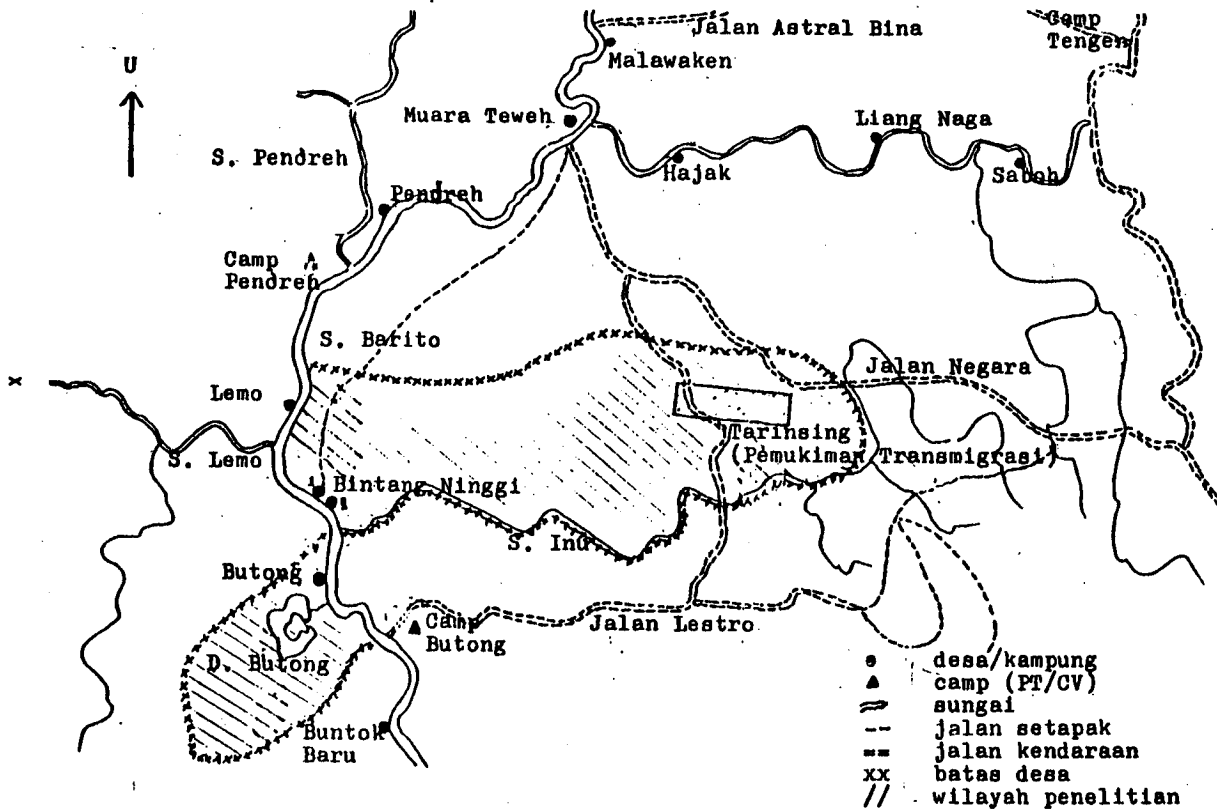 Jalan Astral Bina
Camp
Tengen
Malawaken
U
Muara Teweh
Liang Naga
S. Pendreh
Hajak
Saboh
Pendreh
Camp
Pendreh
S. Barito
Jalan Negara
Lemo
Tarinsing
(Pemukiman Transmigrasi)
S. Lemo
Bintang Ninggi
S. Inu
Butong
Camp
Butong
Jalan Lestro
D. Butong
Buntok
Baru
desa/kampung
camp (PT/CV)
sungai
jalan setapak
jalan kendaraan
xx batas desa
// wilayah penelitian